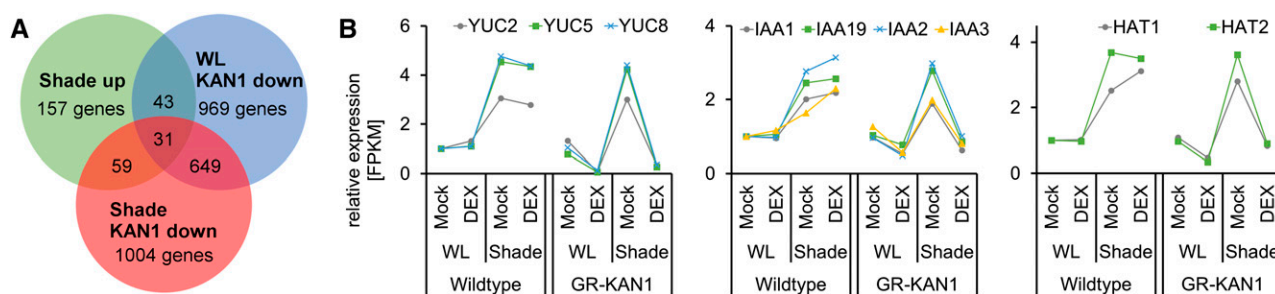 A
Shade up
157 genes
WL
KAN1 down
969 genes
43
31
59
649
Shade
KAN1 down
1004 genes
B
relative expression
[FPKM]
YUC2 YUC5 YUC8
6
4
2
0
Mock DEX Mock DEX Mock DEX Mock DEX
WL Shade WL Shade
Wildtype GR-KAN1
IAA1 IAA19 IAA2 IAA3
4
2
0
Mock DEX Mock DEX Mock DEX Mock DEX
WL Shade WL Shade
Wildtype GR-KAN1
HAT1 HAT2
4
2
0
Mock DEX Mock DEX Mock DEX Mock DEX
WL Shade WL Shade
Wildtype GR-KAN1